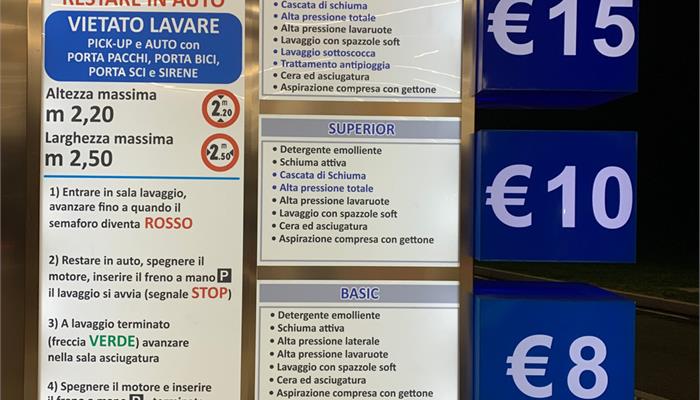 RESTARE IN AUTO
VIETATO LAVARE
PICK-UP e AUTO con
PORTA PACCHI, PORTA BICI,
PORTA SCI e SIRENE
Altezza massima
m 2,20
2 m 20
Larghezza massima
m 2,50
2 m 50
1) Entrare in sala lavaggio,
avanzare fino a quando il
semaforo diventa ROSSO
2) Restare in auto, spegnere il
motore, inserire il freno a mano P
il lavaggio si avvia (segnale STOP)
3) A lavaggio terminato
(freccia VERDE) avanzare
nella sala asciugatura
4) Spegnere il motore e inserire
il freno a mano P terminato
• Cascata di schiuma
• Alta pressione totale
• Alta pressione lavaruote
• Lavaggio con spazzole soft
• Lavaggio sottoscocca
• Trattamento antipioggia
• Cera ed asciugatura
• Aspirazione compresa con gettone
€15
SUPERIOR
• Detergente emolliente
• Schiuma attiva
• Cascata di Schiuma
• Alta pressione totale
• Alta pressione lavaruote
• Lavaggio con spazzole soft
• Cera ed asciugatura
• Aspirazione compresa con gettone
€10
BASIC
• Detergente emolliente
• Schiuma attiva
• Alta pressione laterale
• Alta pressione lavaruote
• Lavaggio con spazzole soft
• Cera ed asciugatura
• Aspirazione compresa con gettone
€8